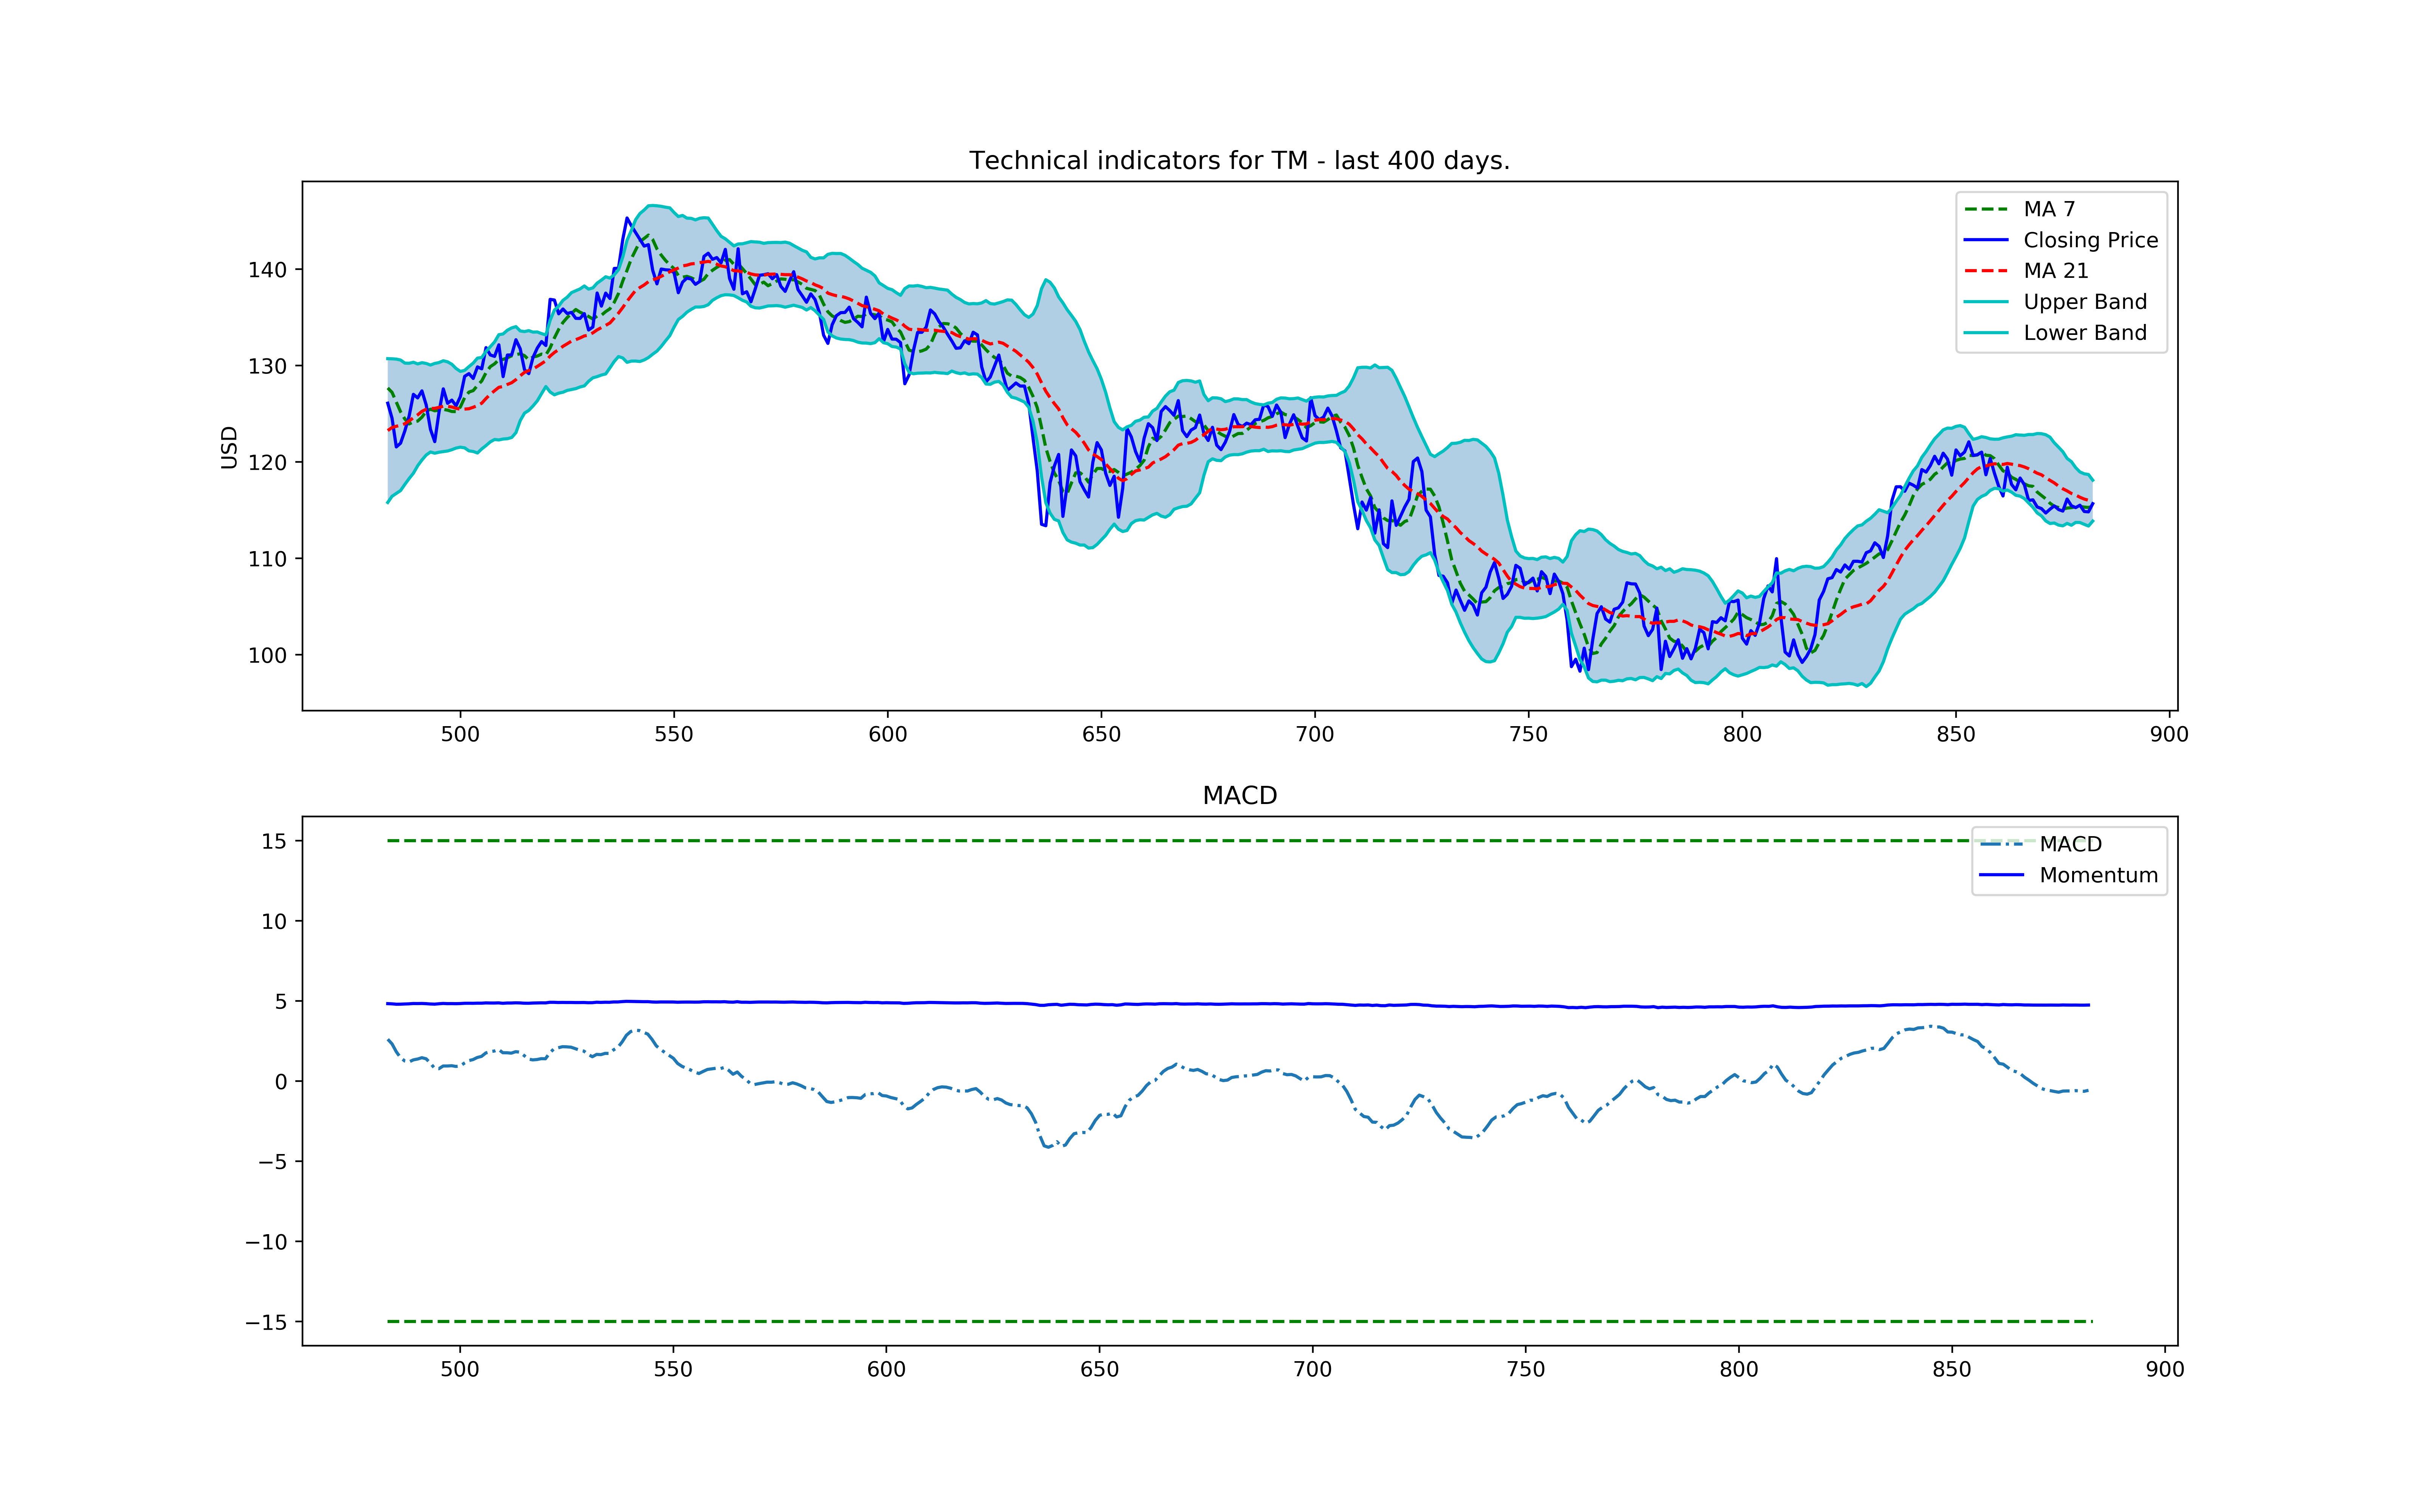 Technical indicators for TM - last 400 days.
MA 7
Closing Price
MA 21
Upper Band
Lower Band
USD
140
130
120
110
100
500 550 600 650 700 750 800 850 900
MACD
MACD
Momentum
15
10
5
0
−5
−10
−15
500 550 600 650 700 750 800 850 900